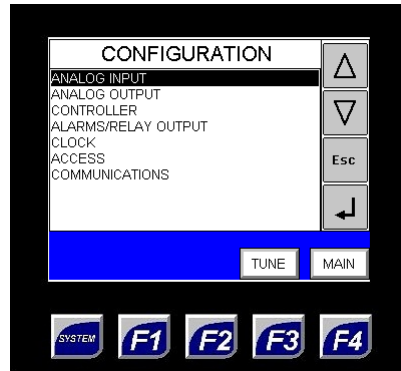 CONFIGURATION
ANALOG INPUT
ANALOG OUTPUT
CONTROLLER
ALARMS/RELAY OUTPUT
CLOCK
ACCESS
COMMUNICATIONS
Esc
TUNE MAIN
SYSTEM F1 F2 F3 F4